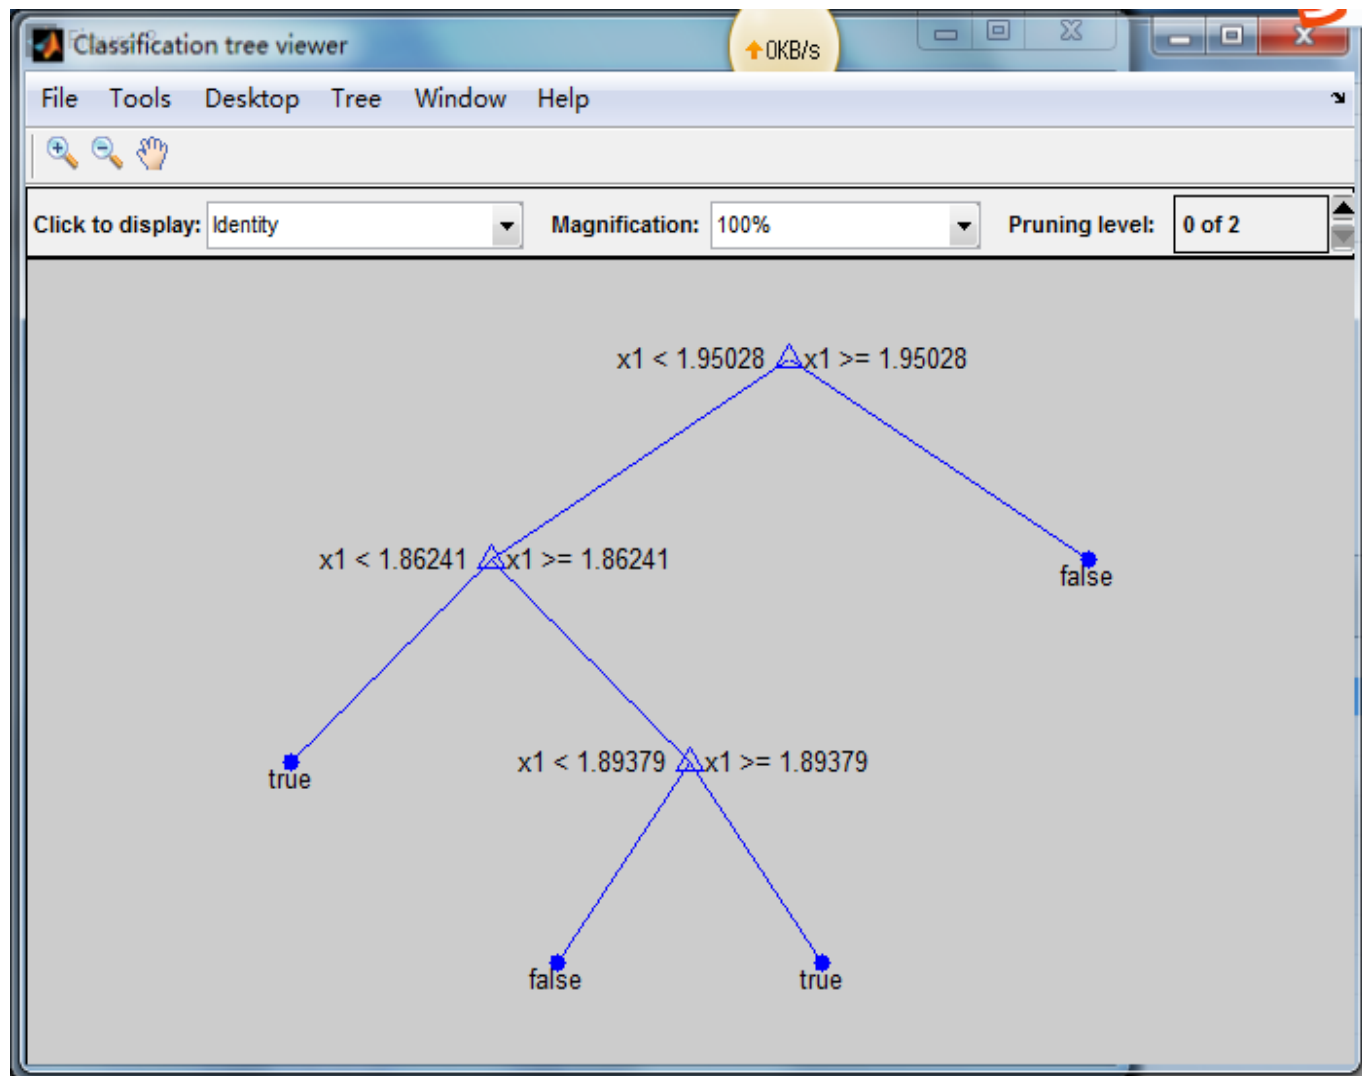 Classification tree viewer
0KB/s
File Tools Desktop Tree Window Help
Click to display: Identity Magnification: 100% Pruning level: 0 of 2
x1 < 1.95028 x1 >= 1.95028
x1 < 1.86241 x1 >= 1.86241
false
true
x1 < 1.89379 x1 >= 1.89379
false
true